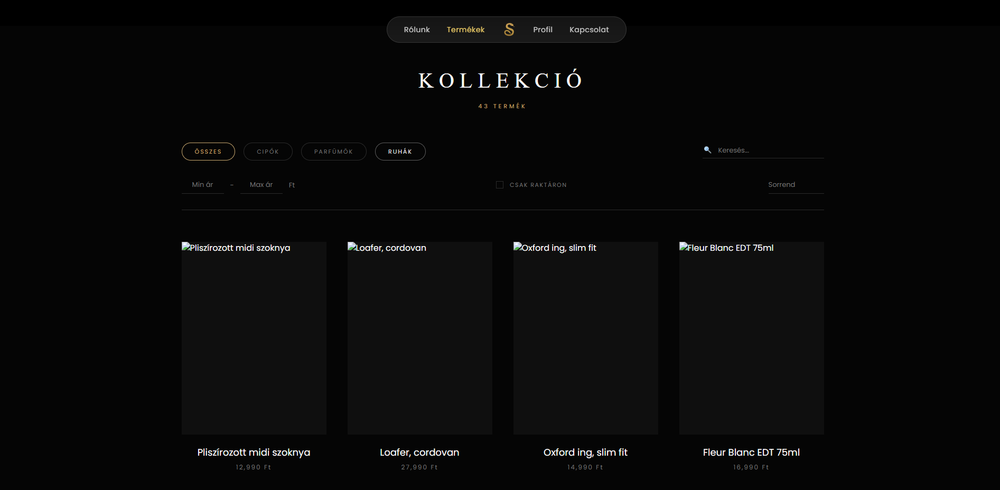 Rólunk Termékek S Profil Kapcsolat
KOLLEKCIÓ
43 TERMÉK
ÖSSZES CIPŐK PARFÜMÖK RUHÁK Keresés...
Min ár - Max ár Ft CSAK RAKTÁRON Sorrend
Pliszírozott midi szoknya Loafer, cordovan Oxford ing, slim fit Fleur Blanc EDT 75ml
Pliszírozott midi szoknya Loafer, cordovan Oxford ing, slim fit Fleur Blanc EDT 75ml
12,990 Ft 27,990 Ft 14,990 Ft 16,990 Ft